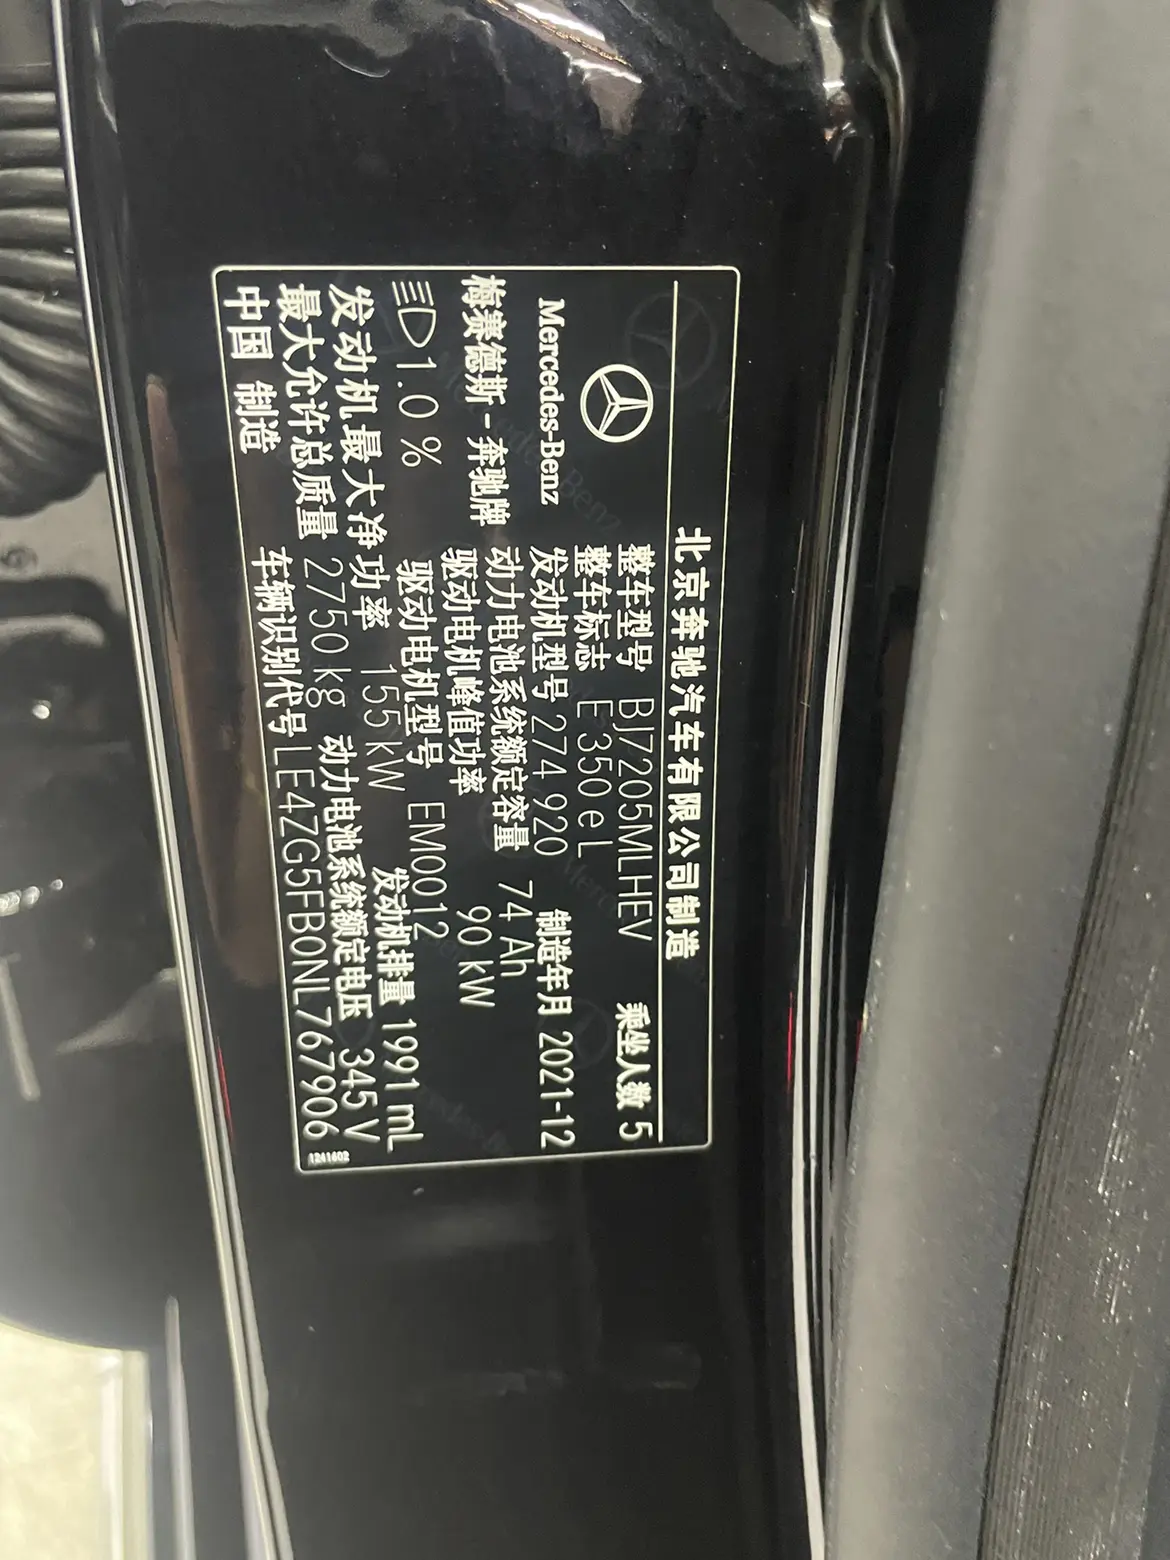 北京奔驰汽车有限公司制造
整车型号 BJ7205MLHEV 乘坐人数 5
整车标志 E 350 e L
Mercedes-Benz 发动机型号 274 920 制造年月 2021-12
动力电池系统额定容量 74 Ah
梅赛德斯-奔驰牌 驱动电机峰值功率 90 kW
1.0 % 驱动电机型号 EM0012
发动机最大净功率 155 kW 发动机排量 1991 mL
最大允许总质量 2750 kg 动力电池系统额定电压 345 V
中国 制造 车辆识别代号 LE4ZG5FB0NL767906
1241602